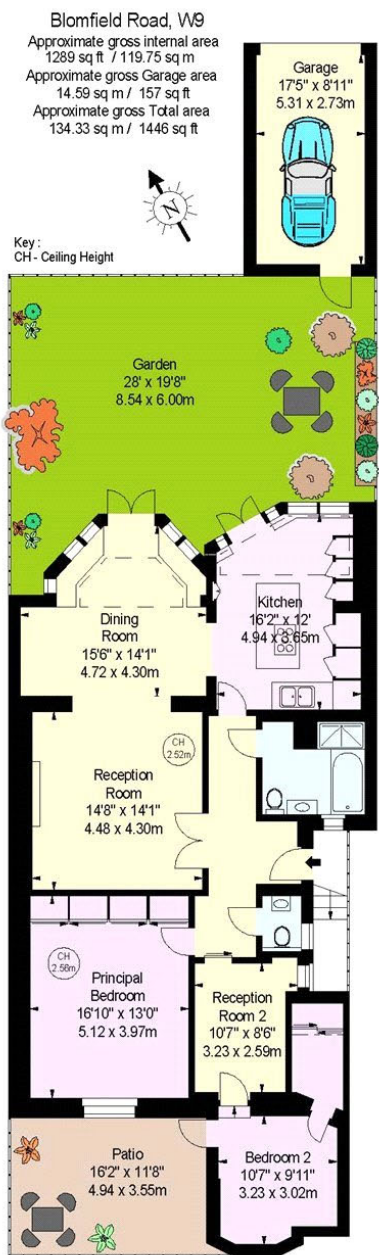 Blomfield Road, W9
Approximate gross internal area
1289 sq ft / 119.75 sq m
Approximate gross Garage area
14.59 sq m / 157 sq ft
Approximate gross Total area
134.33 sq m / 1446 sq ft
Garage
17'5" x 8'11"
5.31 x 2.73m
N
Key :
CH - Ceiling Height
Garden
28' x 19'8"
8.54 x 6.00m
Kitchen
16'2" x 12'
4.94 x 3.65m
Dining
Room
15'6" x 14'1"
4.72 x 4.30m
CH
2.52m
Reception
Room
14'8" x 14'1"
4.48 x 4.30m
CH
2.56m
Principal
Bedroom
16'10" x 13'0"
5.12 x 3.97m
Reception
Room 2
10'7" x 8'6"
3.23 x 2.59m
Patio
16'2" x 11'8"
4.94 x 3.55m
Bedroom 2
10'7" x 9'11"
3.23 x 3.02m